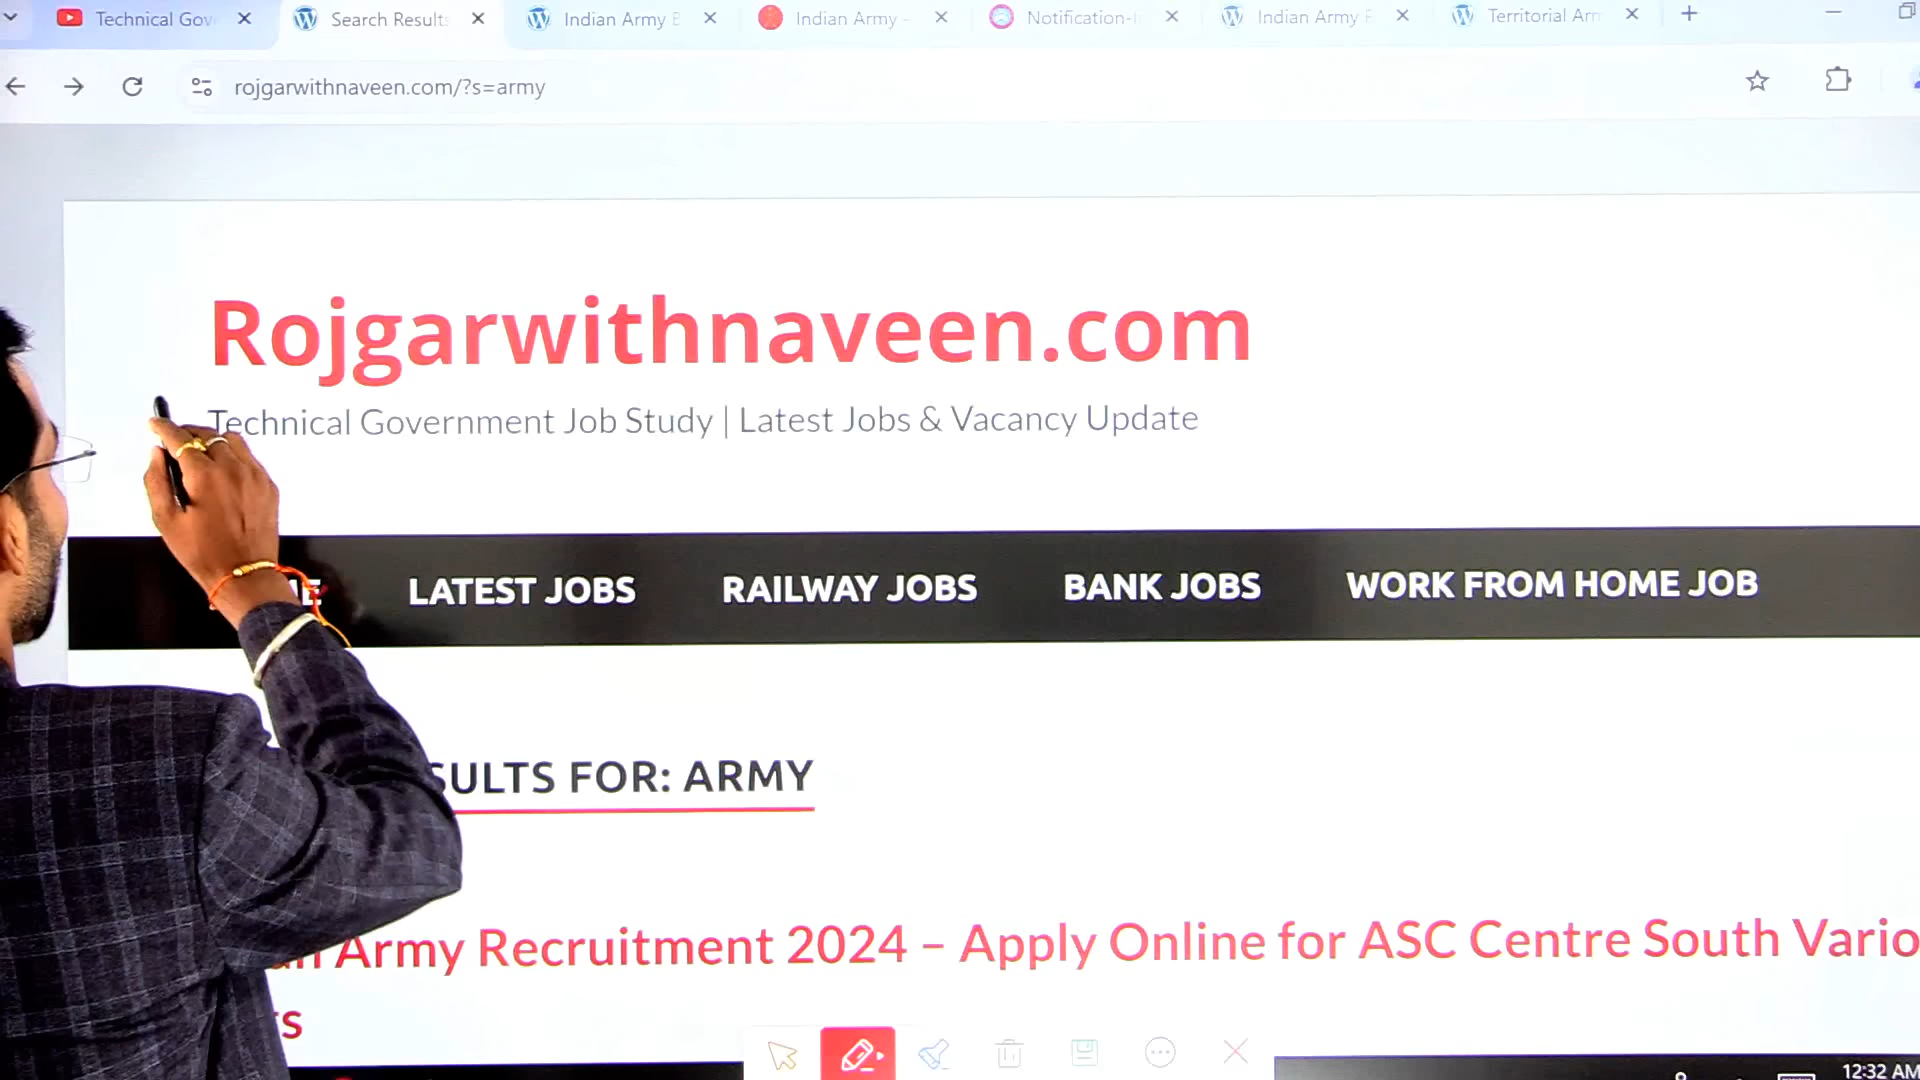 Technical Gov
Search Results
Indian Army B
Indian Army -
Notification-I
Indian Army
Territorial Arm
rojgarwithnaveen.com/?s=army
Rojgarwithnaveen.com
Technical Government Job Study | Latest Jobs & Vacancy Update
LATEST JOBS
RAILWAY JOBS
BANK JOBS
WORK FROM HOME JOB
SULTS FOR: ARMY
Army Recruitment 2024 – Apply Online for ASC Centre South Vario
12:32 AM